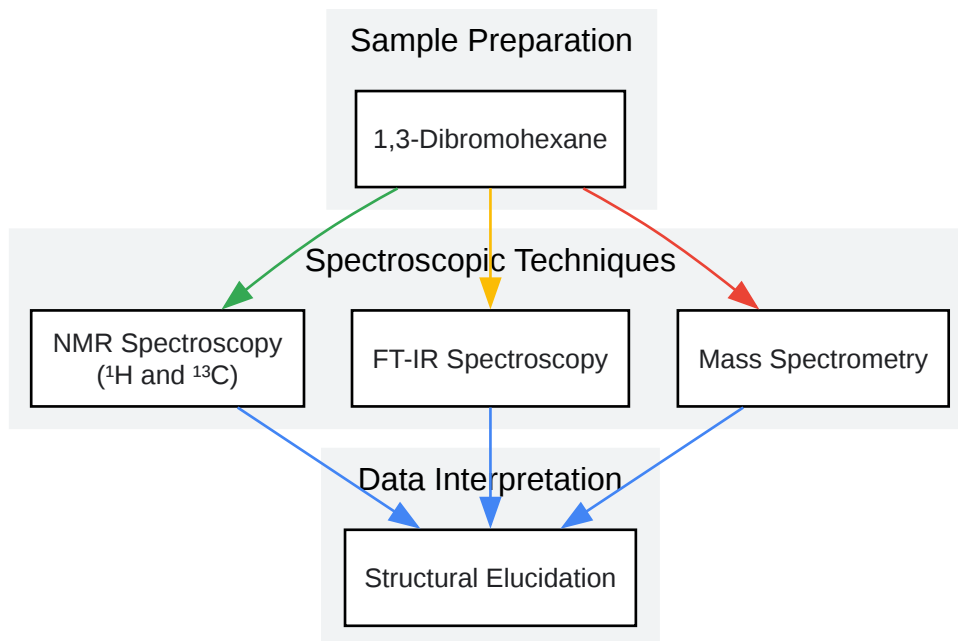 Sample Preparation
1,3-Dibromohexane
Spectroscopic Techniques
NMR Spectroscopy
(¹H and ¹³C)
FT-IR Spectroscopy
Mass Spectrometry
Data Interpretation
Structural Elucidation